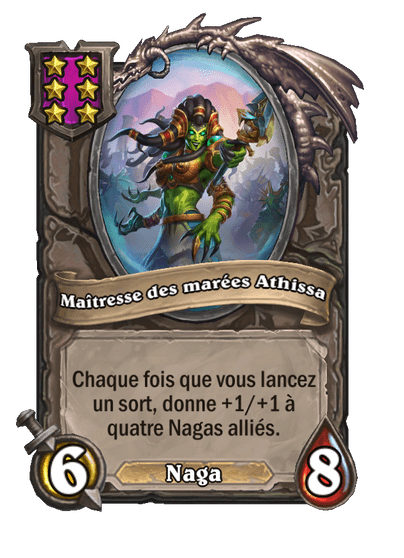 Maîtresse des marées Athissa
Chaque fois que vous lancez
un sort, donne +1/+1 à
quatre Nagas alliés.
6
Naga
8